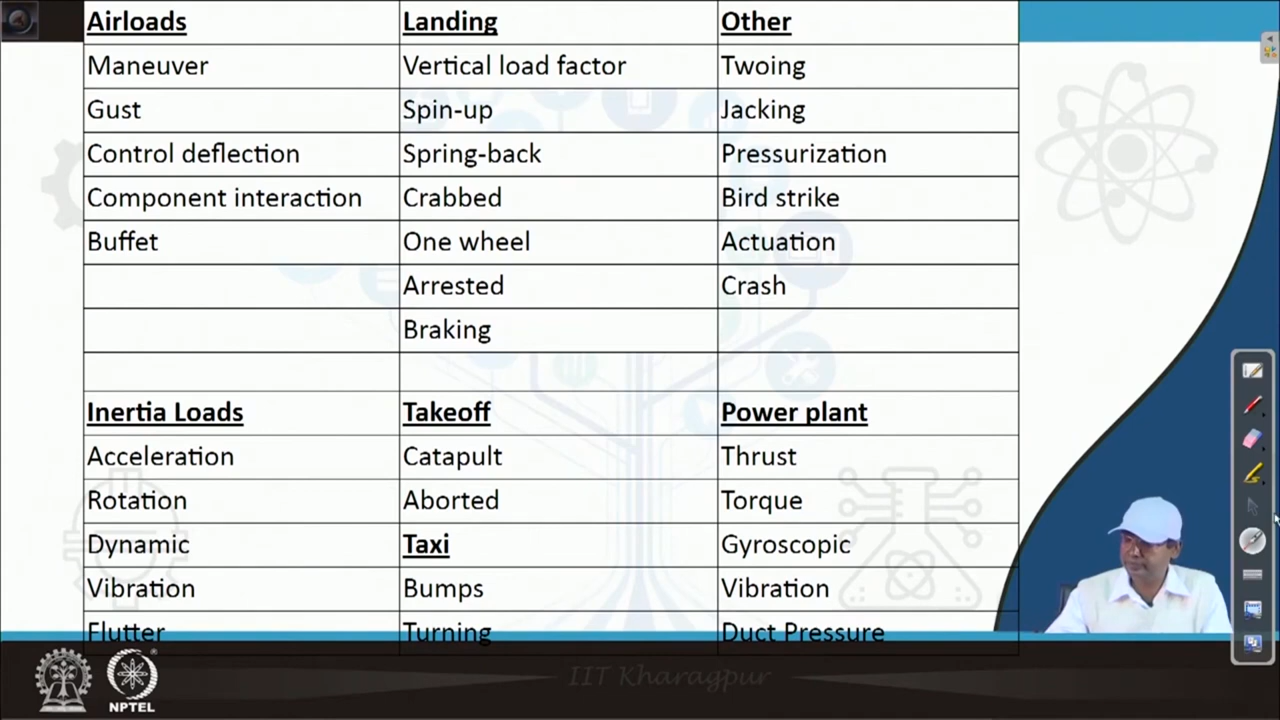 Airloads Landing Other
Maneuver Vertical load factor Twoing
Gust Spin-up Jacking
Control deflection Spring-back Pressurization
Component interaction Crabbed Bird strike
Buffet One wheel Actuation
Arrested Crash
Braking
Inertia Loads Takeoff Power plant
Acceleration Catapult Thrust
Rotation Aborted Torque
Dynamic Taxi Gyroscopic
Vibration Bumps Vibration
Flutter Turning Duct Pressure
IIT Kharagpur
NPTEL